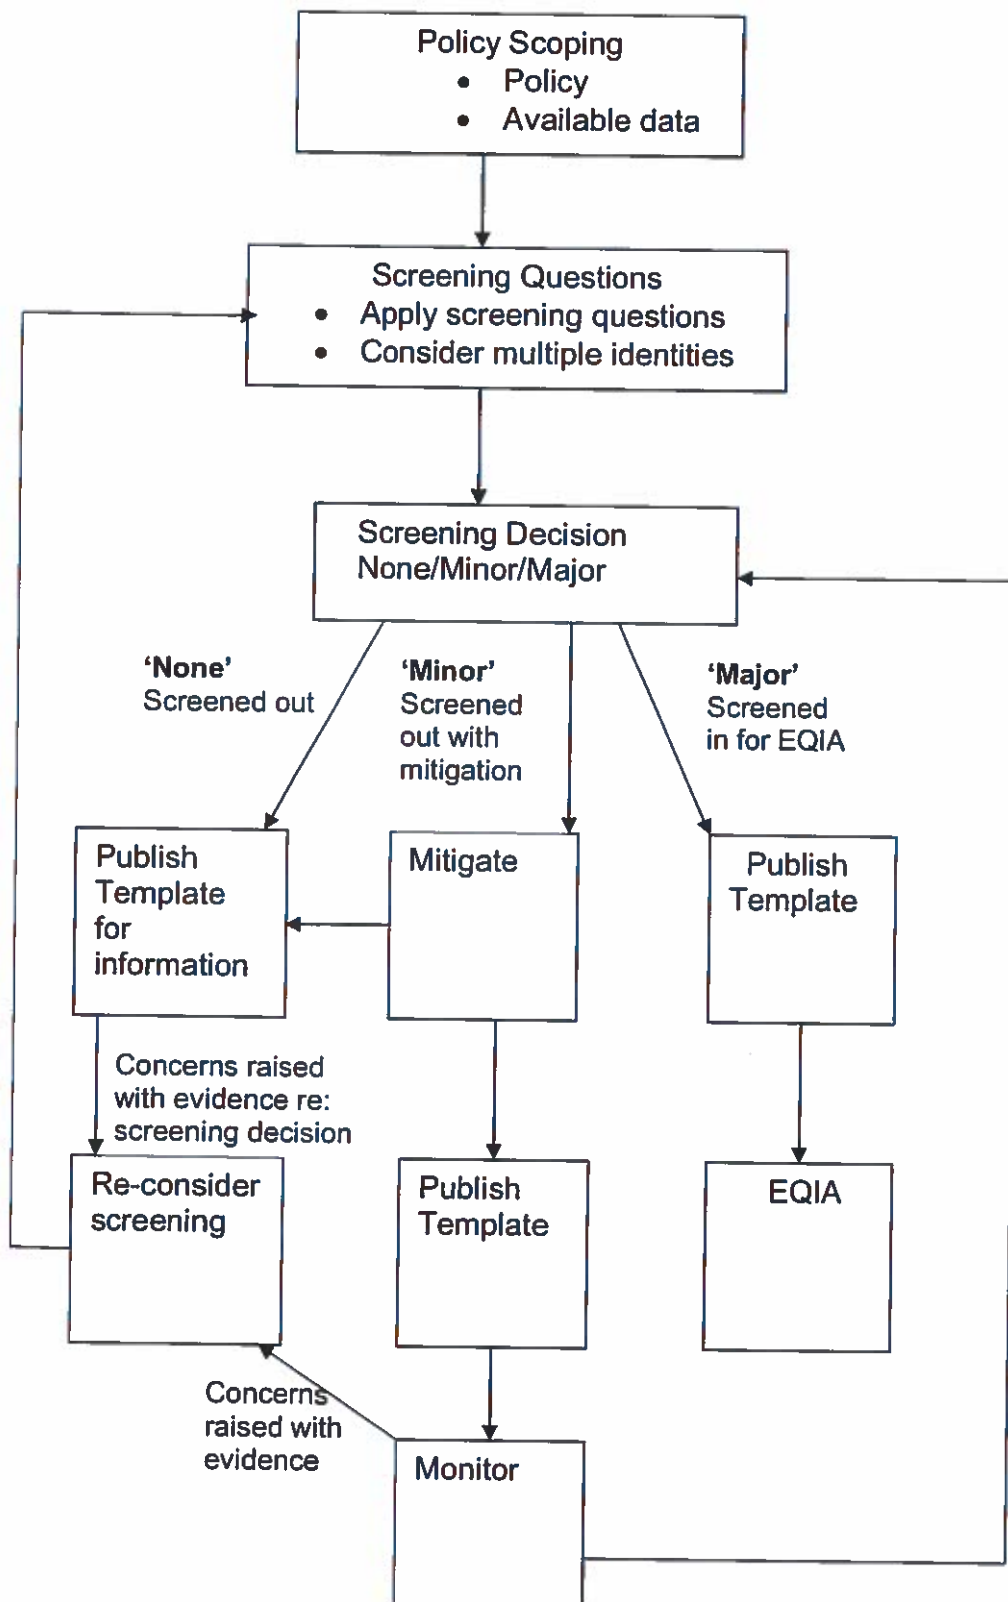 Policy Scoping
• Policy
• Available data
Screening Questions
• Apply screening questions
• Consider multiple identities
Screening Decision
None/Minor/Major
‘None’
Screened out
‘Minor’
Screened
out with
mitigation
‘Major’
Screened
in for EQIA
Publish
Template
for
information
Mitigate
Publish
Template
Concerns raised
with evidence re:
screening decision
Re-consider
screening
Publish
Template
EQIA
Concerns
raised with
evidence
Monitor